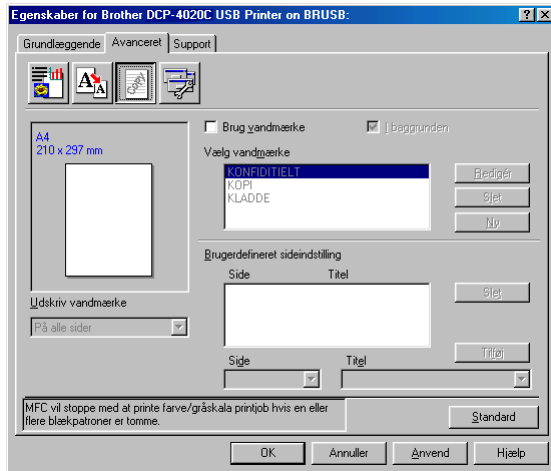 Egenskaber for Brother DCP-4020C USB Printer on BRUSB:
Grundlæggende Avanceret Support
A4
210 x 297 mm
Brug vandmærke I baggrunden
Vælg vandmærke
KONFIDITIELT
KOPI
KLADDE
Redigér
Slet
Ny
Brugerdefineret sideindstilling
Side Titel
Slet
Udskriv vandmærke
På alle sider
Tilføj
Side Titel
MFC vil stoppe med at printe farve/gråskala printjob hvis en eller
flere blækpatroner er tomme.
Standard
OK Annuller Anvend Hjælp